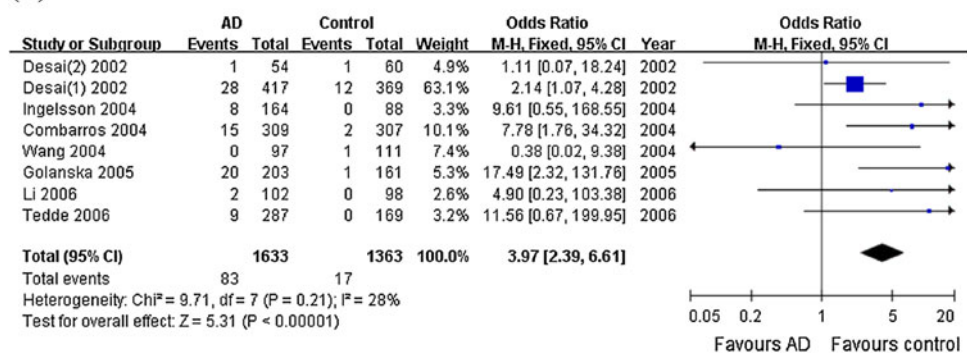 AD Control Odds Ratio Odds Ratio
Study or Subgroup Events Total Events Total Weight M-H, Fixed, 95% CI Year M-H, Fixed, 95% CI
Desai(2) 2002 1 54 1 60 4.9% 1.11 [0.07, 18.24] 2002
Desai(1) 2002 28 417 12 369 63.1% 2.14 [1.07, 4.28] 2002
Ingelsson 2004 8 164 0 88 3.3% 9.61 [0.55, 168.55] 2004
Combarros 2004 15 309 2 307 10.1% 7.78 [1.76, 34.32] 2004
Wang 2004 0 97 1 111 7.4% 0.38 [0.02, 9.38] 2004
Golanska 2005 20 203 1 161 5.3% 17.49 [2.32, 131.76] 2005
Li 2006 2 102 0 98 2.6% 4.90 [0.23, 103.38] 2006
Tedde 2006 9 287 0 169 3.2% 11.56 [0.67, 199.95] 2006
Total (95% CI) 1633 1363 100.0% 3.97 [2.39, 6.61]
Total events 83 17
Heterogeneity: Chi² = 9.71, df = 7 (P = 0.21); I² = 28%
Test for overall effect: Z = 5.31 (P < 0.00001)
0.05 0.2 1 5 20
Favours AD Favours control